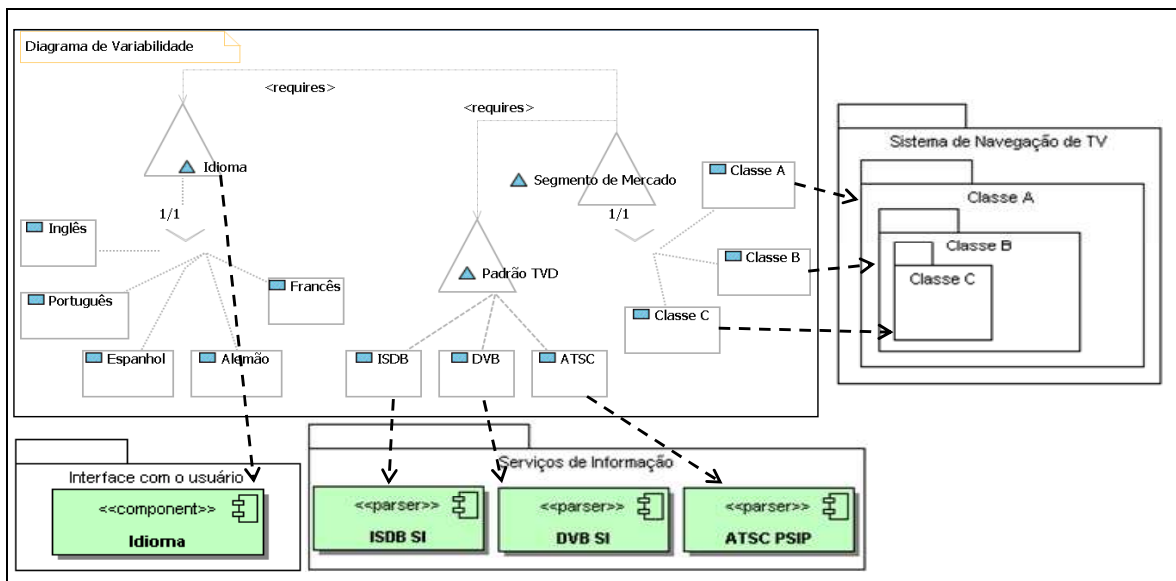 Diagrama de Variabilidade
<requires>
<requires>
Idioma
Segmento de Mercado
Classe A
1/1
1/1
Inglês
Classe B
Padrão TVD
Francês
Português
Classe C
Espanhol
Alemão
ISDB
DVB
ATSC
Sistema de Navegação de TV
Classe A
Classe B
Classe C
Interface com o usuário
<<component>>
Idioma
Serviços de Informação
<<parser>>
ISDB SI
<<parser>>
DVB SI
<<parser>>
ATSC PSIP